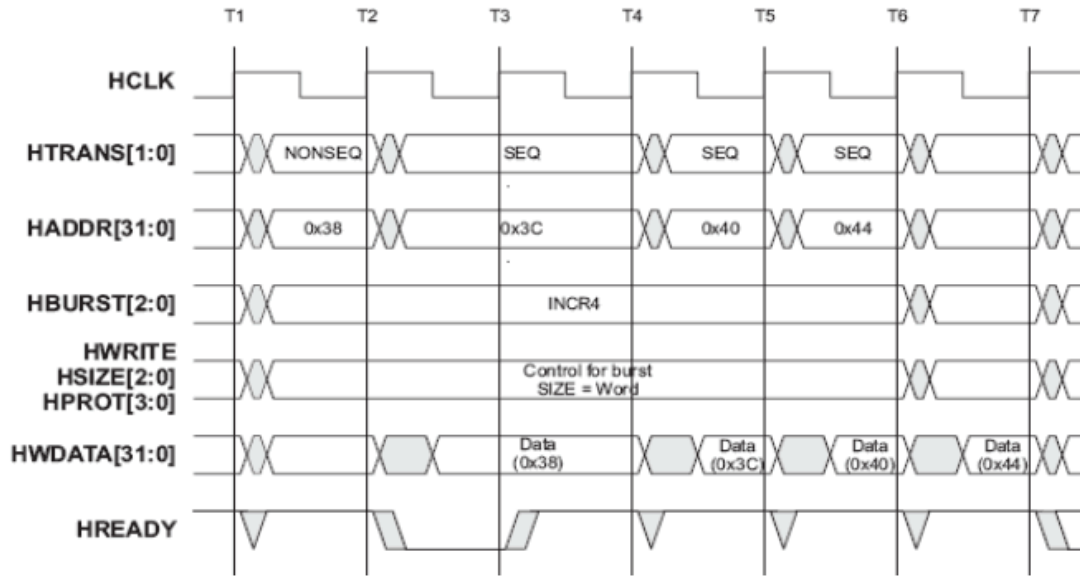 T1 T2 T3 T4 T5 T6 T7
HCLK
HTRANS[1:0] NONSEQ SEQ SEQ SEQ
HADDR[31:0] 0x38 0x3C 0x40 0x44
HBURST[2:0] INCR4
HWRITE
HSIZE[2:0]
HPROT[3:0]
Control for burst
SIZE = Word
HWDATA[31:0]
Data
(0x38)
Data
(0x3C)
Data
(0x40)
Data
(0x44)
HREADY